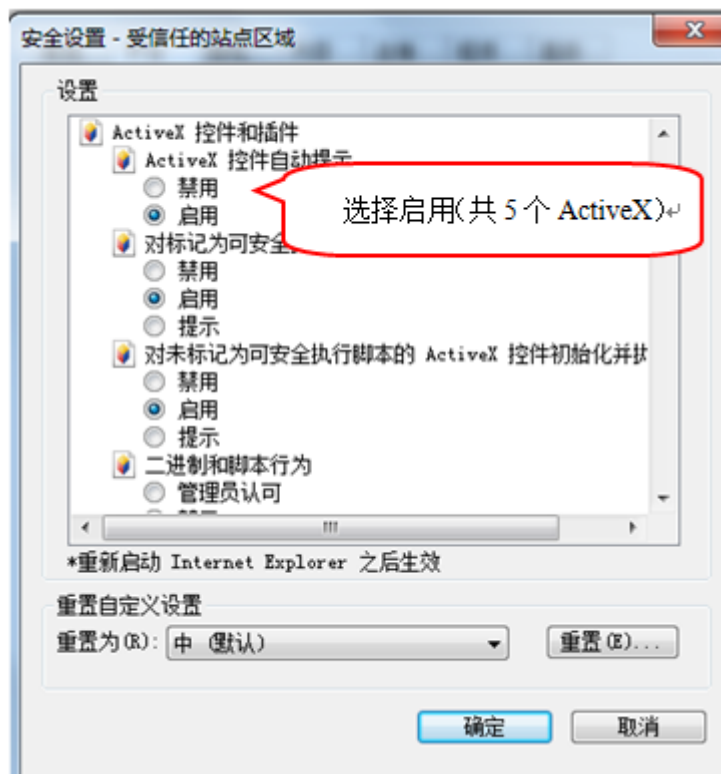 安全设置 - 受信任的站点区域
设置
ActiveX 控件和插件
ActiveX 控件自动提示
禁用
启用
选择启用(共 5 个 ActiveX)↵
对标记为可安全
禁用
启用
提示
对未标记为可安全执行脚本的 ActiveX 控件初始化并执
禁用
启用
提示
二进制和脚本行为
管理员认可
*重新启动 Internet Explorer 之后生效
重置自定义设置
重置为(R): 中 (默认)
重置(E)...
确定
取消